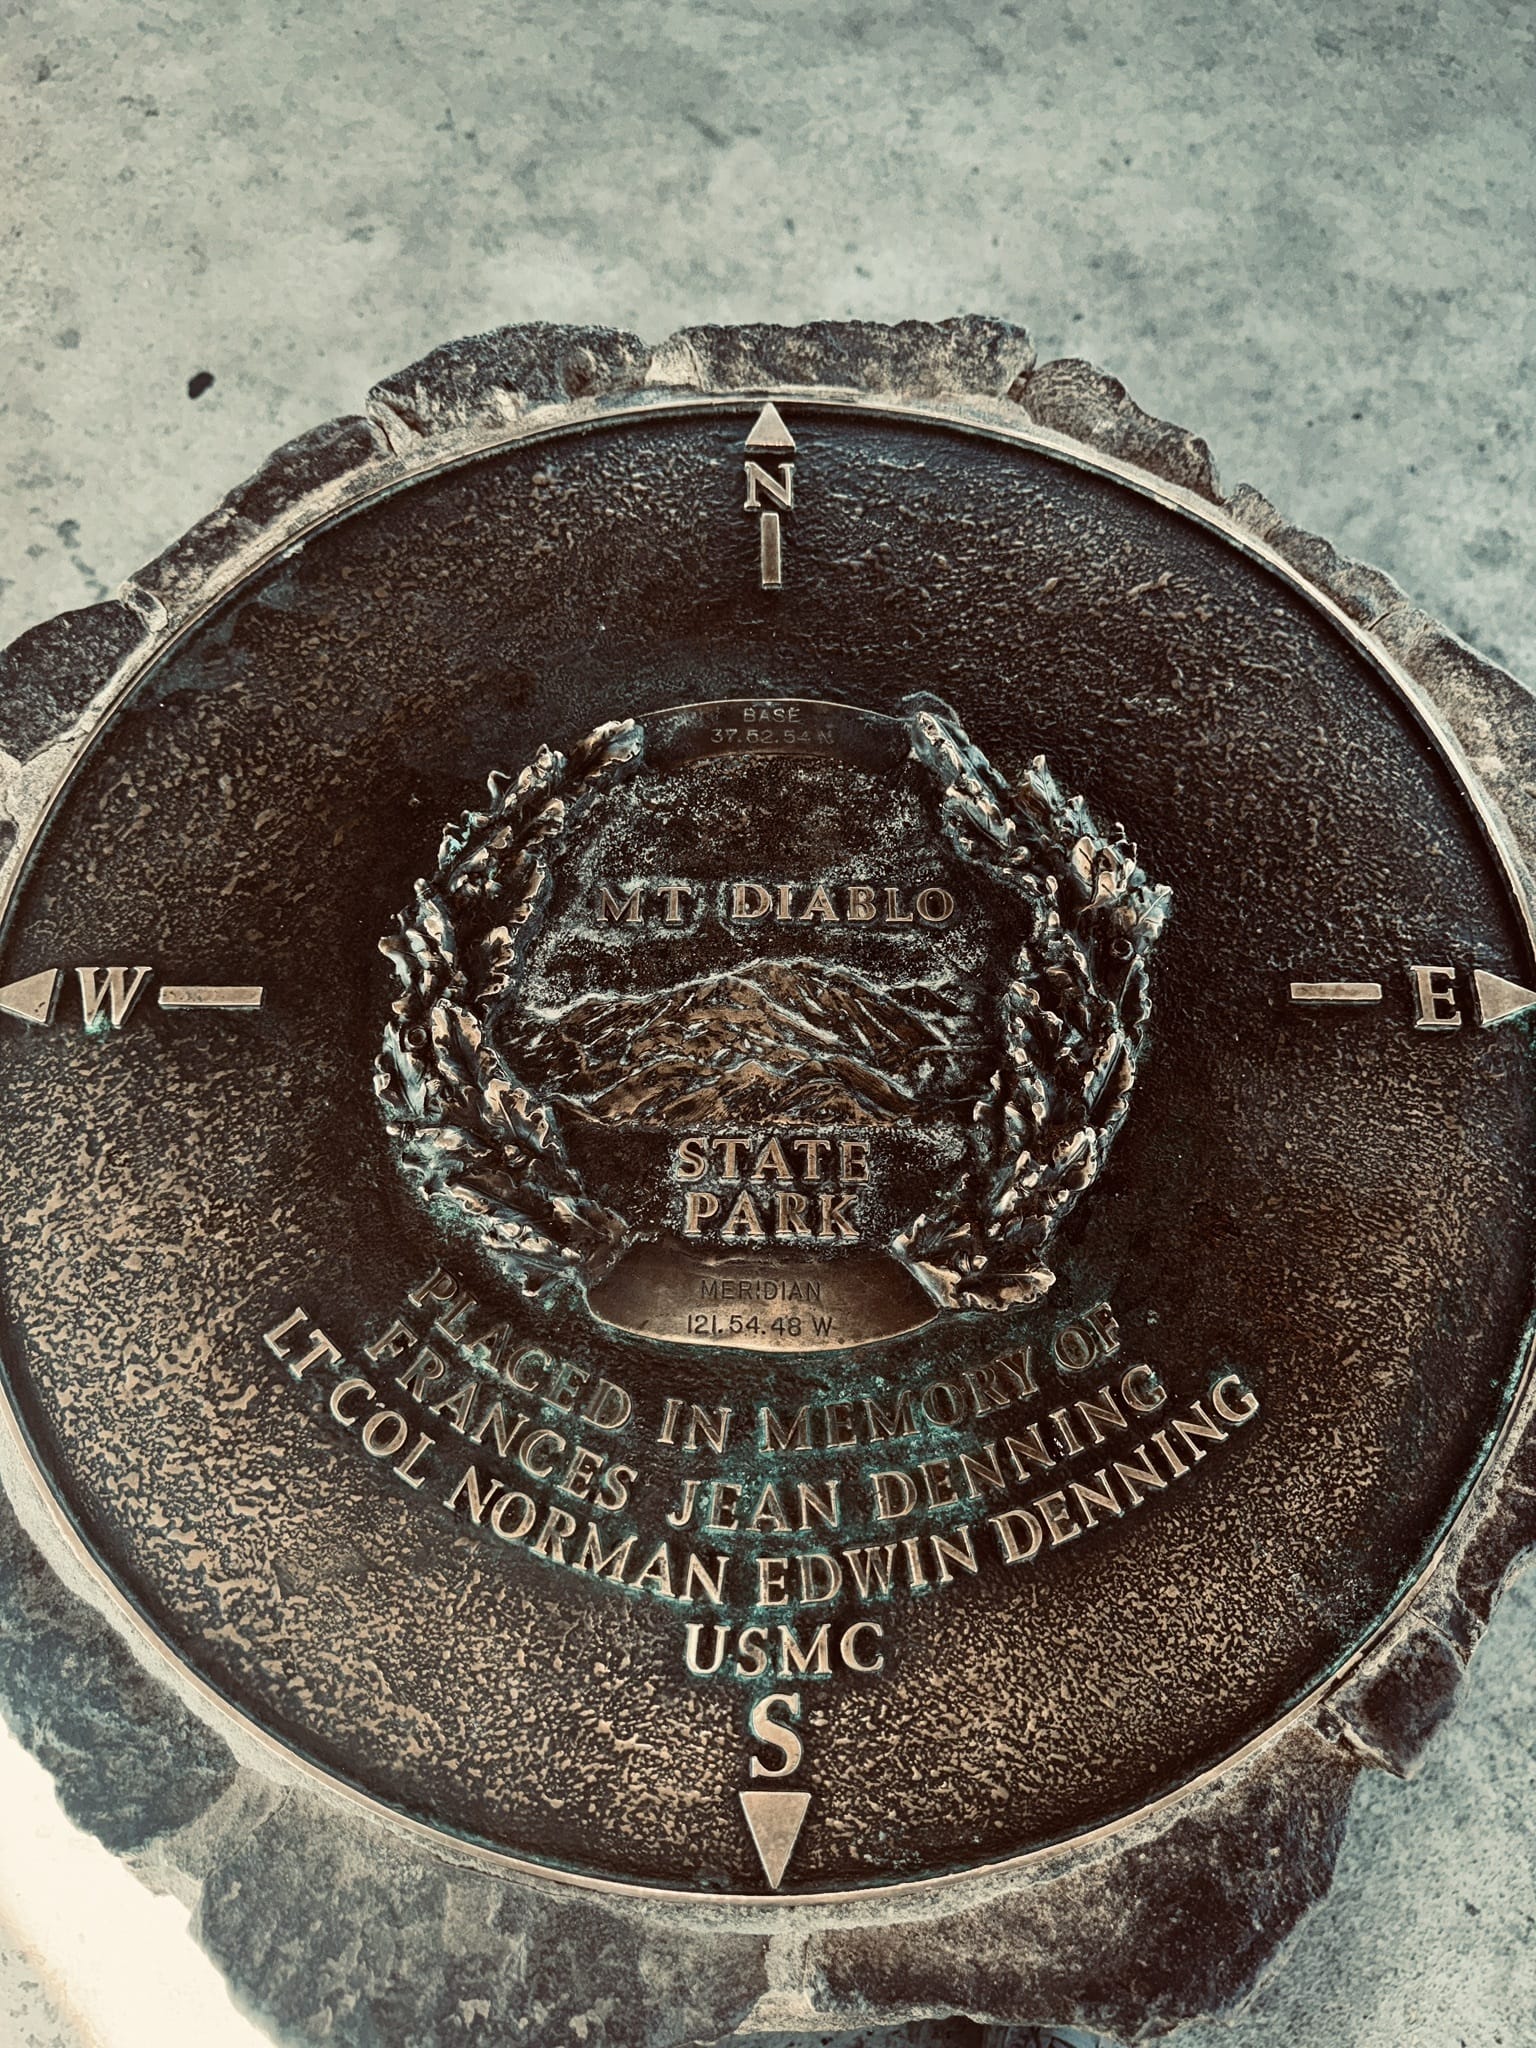 N
BASE
37.52.54 N
MT DIABLO
W
E
STATE
PARK
MERIDIAN
121.54.48 W
PLACED IN MEMORY OF
FRANCES JEAN DENNING
LT COL NORMAN EDWIN DENNING
USMC
S